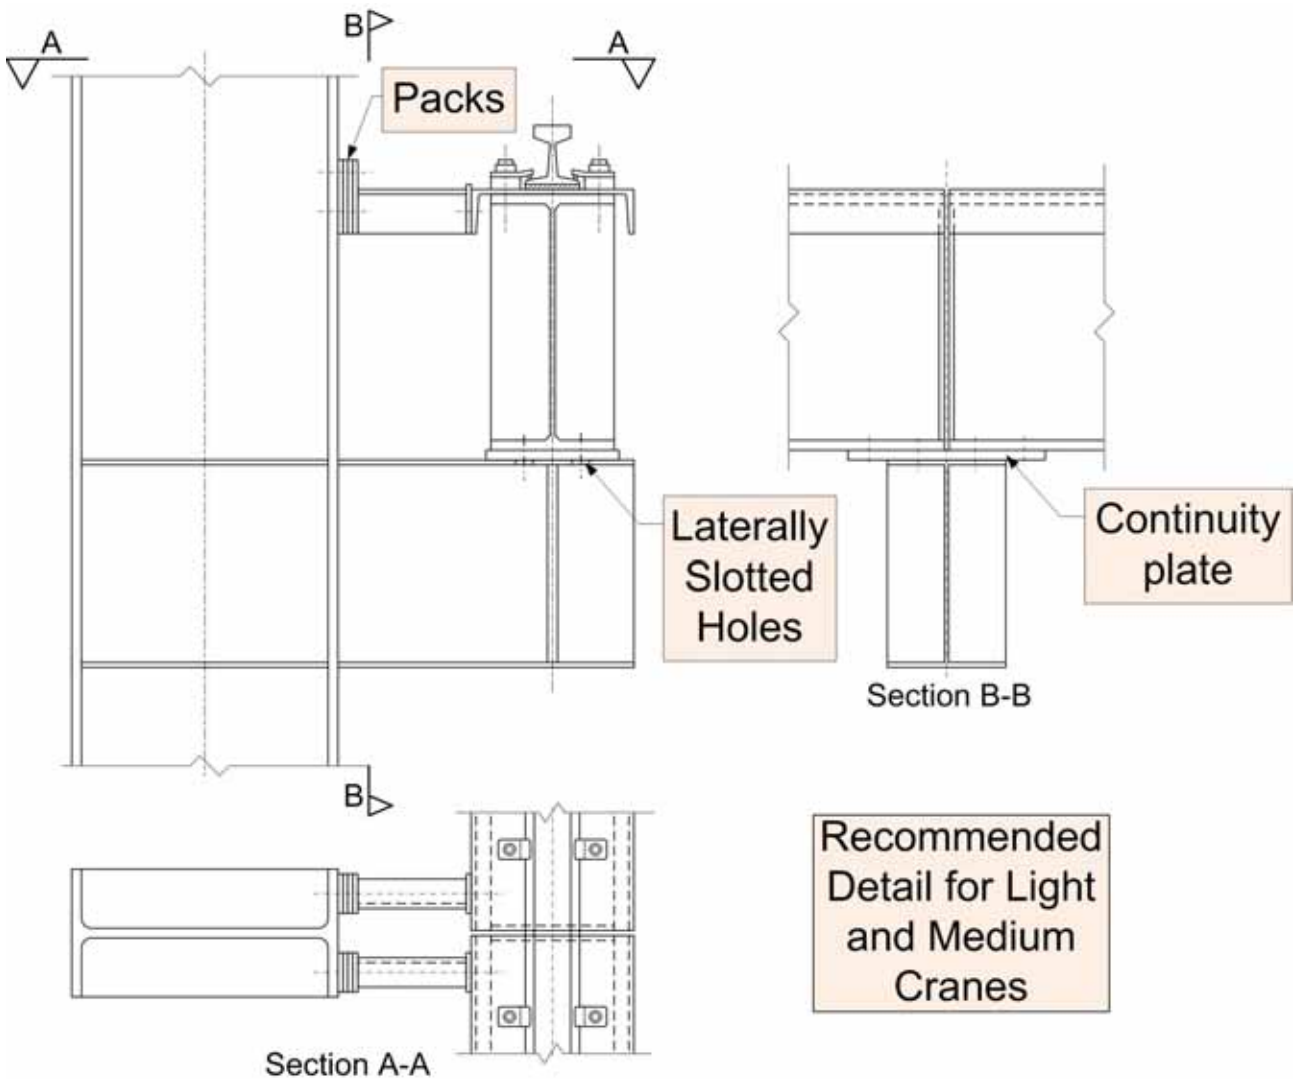 B
A
A
Packs
Laterally
Slotted
Holes
Continuity
plate
Section B-B
B
Recommended
Detail for Light
and Medium
Cranes
Section A-A